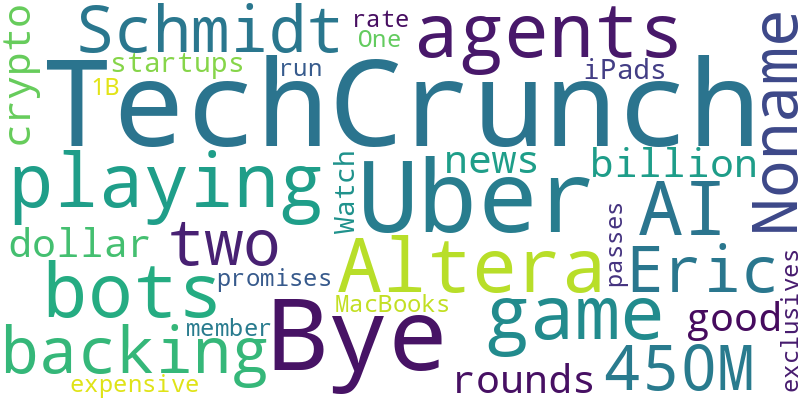 crypto
Schmidt
rate
One
agents
Noname
startups
run
iPads
1B
TechCrunch
playing
Watch
Uber
news
billion
AI
dollar
two
Altera
passes
Eric
bots
promises
MacBooks
game
good
exclusives
backing
member
Bye
450M
expensive
rounds